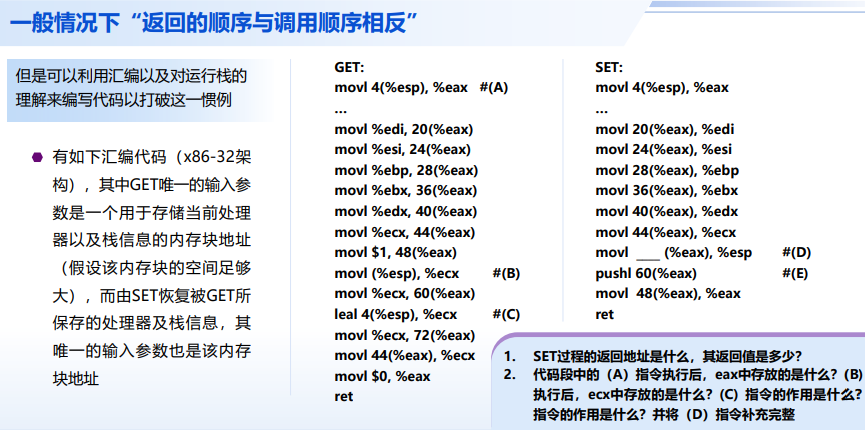 一般情况下“返回的顺序与调用顺序相反”
但是可以利用汇编以及对运行栈的
理解来编写代码以打破这一惯例
有如下汇编代码（x86-32架
构），其中GET唯一的输入参
数是一个用于存储当前处理
器以及栈信息的内存块地址
（假设该内存块的空间足够
大），而由SET恢复被GET所
保存的处理器及栈信息，其
唯一的输入参数也是该内存
块地址
GET:
movl 4(%esp), %eax #(A)
...
movl %edi, 20(%eax)
movl %esi, 24(%eax)
movl %ebp, 28(%eax)
movl %ebx, 36(%eax)
movl %edx, 40(%eax)
movl %ecx, 44(%eax)
movl $1, 48(%eax)
movl (%esp), %ecx #(B)
movl %ecx, 60(%eax)
leal 4(%esp), %ecx #(C)
movl %ecx, 72(%eax)
movl 44(%eax), %ecx
movl $0, %eax
ret
SET:
movl 4(%esp), %eax
...
movl 20(%eax), %edi
movl 24(%eax), %esi
movl 28(%eax), %ebp
movl 36(%eax), %ebx
movl 40(%eax), %edx
movl 44(%eax), %ecx
movl ____ (%eax), %esp #(D)
pushl 60(%eax) #(E)
movl 48(%eax), %eax
ret
1. SET过程的返回地址是什么，其返回值是多少？
2. 代码段中的（A）指令执行后，eax中存放的是什么？(B)
执行后，ecx中存放的是什么？(C）指令的作用是什么？
指令的作用是什么？并将（D）指令补充完整